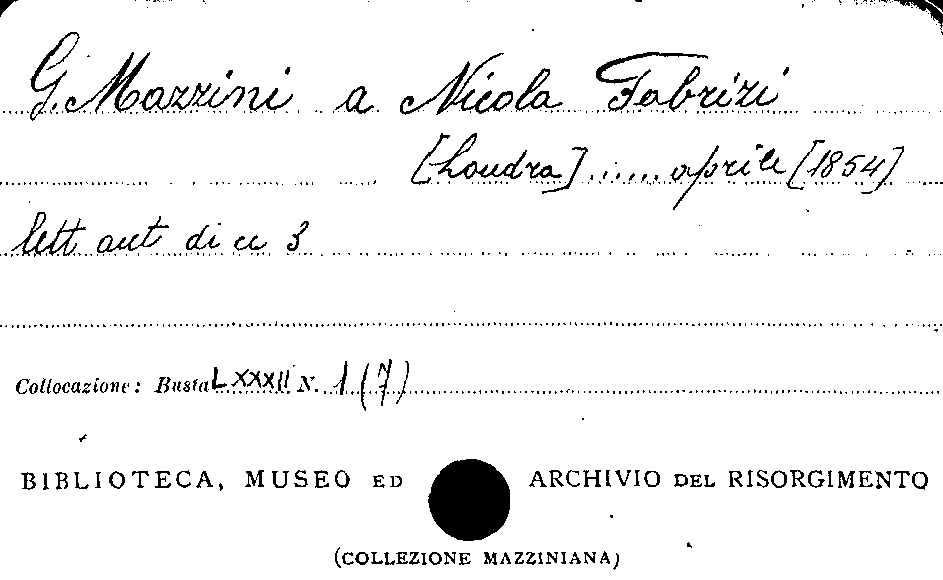 G. Mazzini a Nicola Fabrizi
[Londra] ...... aprile [1854]
lett aut di cc 3
Collocazione: Busta LXXXII N. 1 (7)
BIBLIOTECA, MUSEO ED ARCHIVIO DEL RISORGIMENTO
(COLLEZIONE MAZZINIANA)